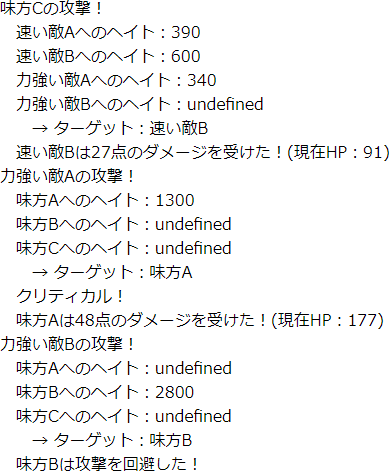 味方Cの攻撃！
速い敵Aへのヘイト：390
速い敵Bへのヘイト：600
力強い敵Aへのヘイト：340
力強い敵Bへのヘイト：undefined
→ ターゲット：速い敵B
速い敵Bは27点のダメージを受けた！(現在HP：91)
力強い敵Aの攻撃！
味方Aへのヘイト：1300
味方Bへのヘイト：undefined
味方Cへのヘイト：undefined
→ ターゲット：味方A
クリティカル！
味方Aは48点のダメージを受けた！(現在HP：177)
力強い敵Bの攻撃！
味方Aへのヘイト：undefined
味方Bへのヘイト：2800
味方Cへのヘイト：undefined
→ ターゲット：味方B
味方Bは攻撃を回避した！